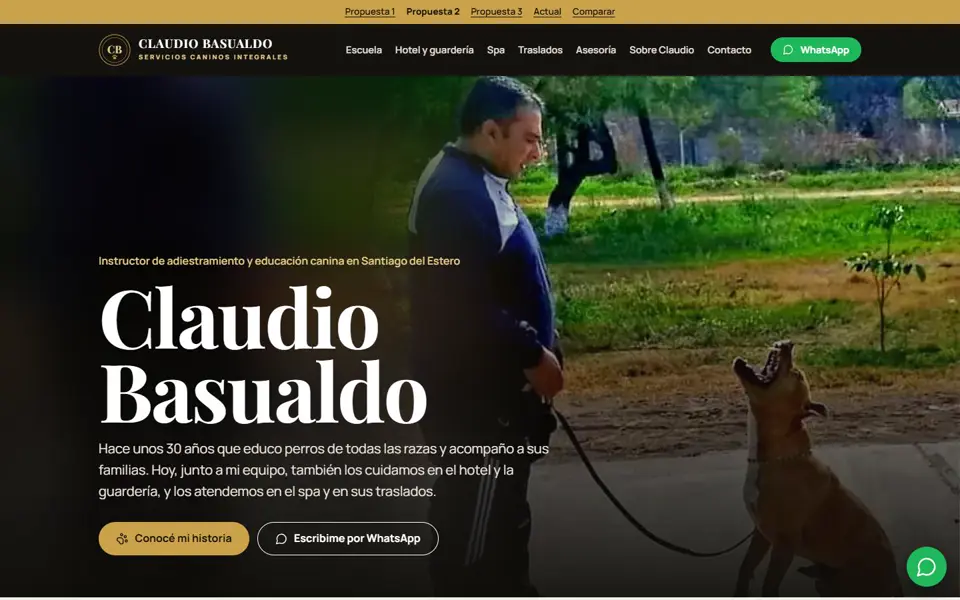 Propuesta 1 Propuesta 2 Propuesta 3 Actual Comparar
CB
CLAUDIO BASUALDO
SERVICIOS CANINOS INTEGRALES
Escuela Hotel y guardería Spa Traslados Asesoría Sobre Claudio Contacto WhatsApp
Instructor de adiestramiento y educación canina en Santiago del Estero
Claudio
Basualdo
Hace unos 30 años que educo perros de todas las razas y acompaño a sus
familias. Hoy, junto a mi equipo, también los cuidamos en el hotel y la
guardería, y los atendemos en el spa y en sus traslados.
Conocé mi historia Escribime por WhatsApp